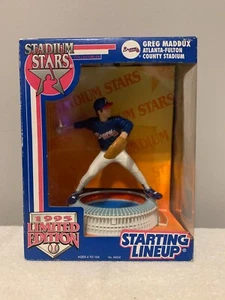 STADIUM
STARS
GREG MADDUX
ATLANTA-FULTON
COUNTY STADIUM
STADIUM STARS
1995
LIMITED
EDITION
STARTING
LINEUP